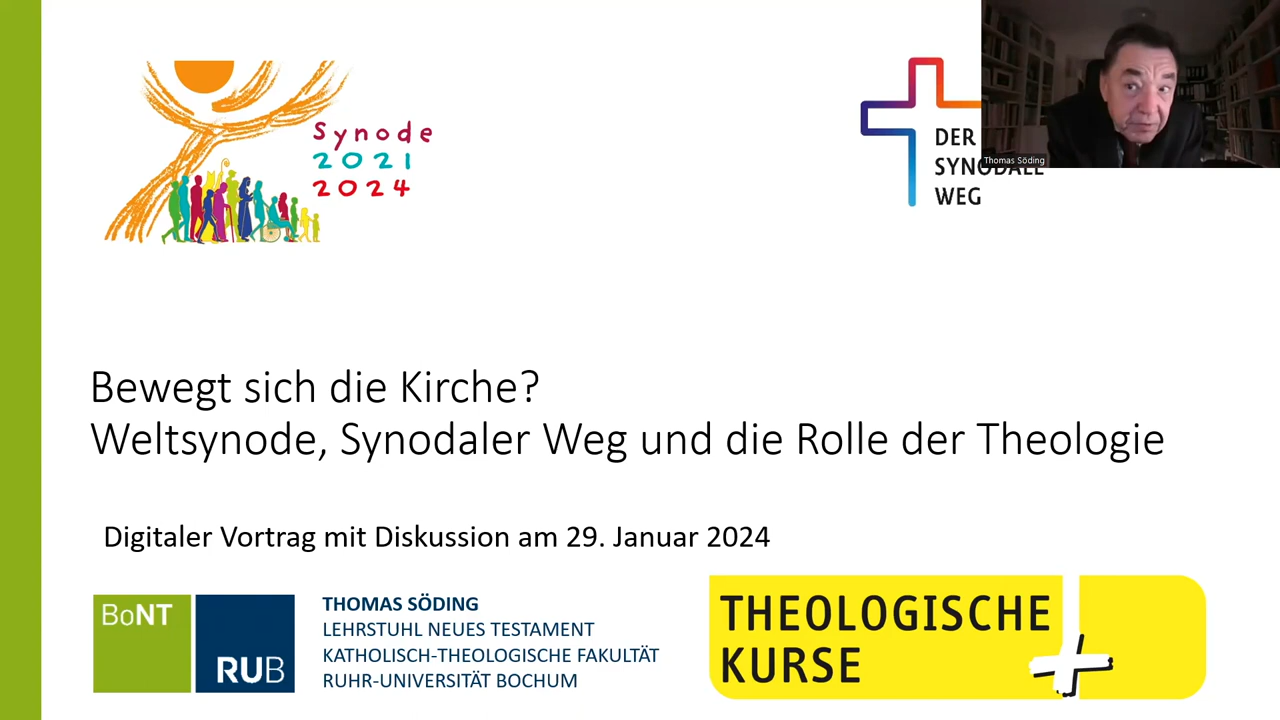 Synode
2021
2024
DER
SYNODALE
WEG
Thomas Söding
Bewegt sich die Kirche?
Weltsynode, Synodaler Weg und die Rolle der Theologie
Digitaler Vortrag mit Diskussion am 29. Januar 2024
BoNT
RUB
THOMAS SÖDING
LEHRSTUHL NEUES TESTAMENT
KATHOLISCH-THEOLOGISCHE FAKULTÄT
RUHR-UNIVERSITÄT BOCHUM
THEOLOGISCHE
KURSE